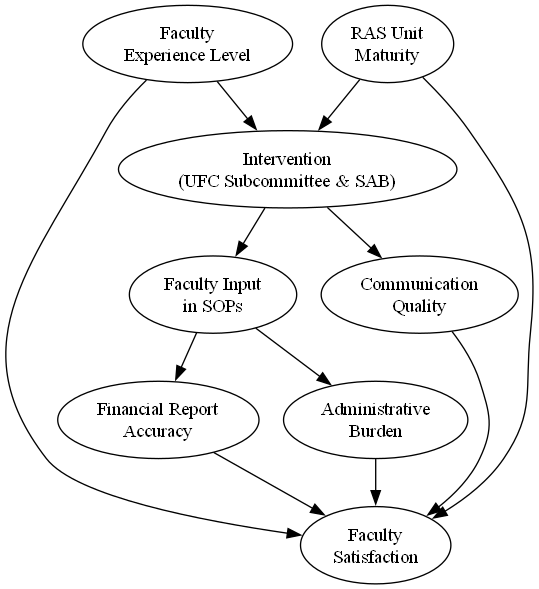 Faculty
Experience Level
RAS Unit
Maturity
Intervention
(UFC Subcommittee & SAB)
Faculty Input
in SOPs
Communication
Quality
Financial Report
Accuracy
Administrative
Burden
Faculty
Satisfaction